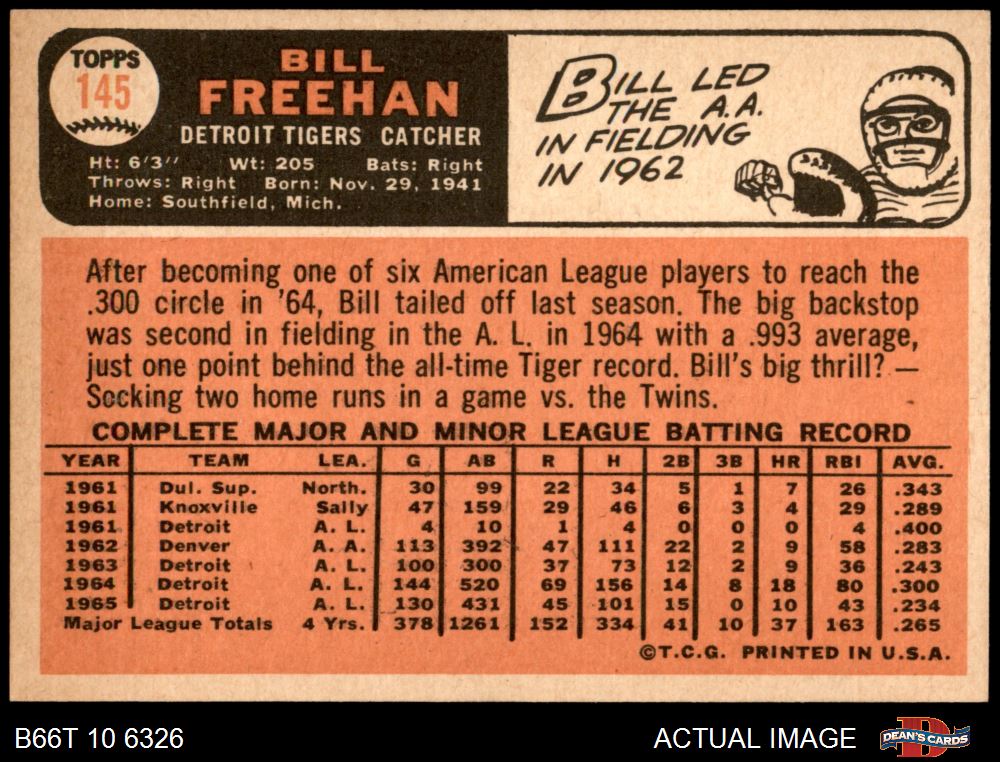 TOPPS
145
BILL
FREEHAN
DETROIT TIGERS CATCHER
Ht: 6'3" Wt: 205 Bats: Right
Throws: Right Born: Nov. 29, 1941
Home: Southfield, Mich.
BILL LED
THE A.A.
IN FIELDING
IN 1962
After becoming one of six American League players to reach the
.300 circle in '64, Bill tailed off last season. The big backstop
was second in fielding in the A. L. in 1964 with a .993 average,
just one point behind the all-time Tiger record. Bill's big thrill? —
Socking two home runs in a game vs. the Twins.
COMPLETE MAJOR AND MINOR LEAGUE BATTING RECORD
YEAR TEAM LEA. G AB R H 2B 3B HR RBI AVG.
1961 Dul. Sup. North. 30 99 22 34 5 1 7 26 .343
1961 Knoxville Sally 47 159 29 46 6 3 4 29 .289
1961 Detroit A. L. 4 10 1 4 0 0 0 4 .400
1962 Denver A. A. 113 392 47 111 22 2 9 58 .283
1963 Detroit A. L. 100 300 37 73 12 2 9 36 .243
1964 Detroit A. L. 144 520 69 156 14 8 18 80 .300
1965 Detroit A. L. 130 431 45 101 15 0 10 43 .234
Major League Totals 4 Yrs. 378 1261 152 334 41 10 37 163 .265
©T.C.G. PRINTED IN U.S.A.
B66T 10 6326
ACTUAL IMAGE
D
DEAN'S CARDS